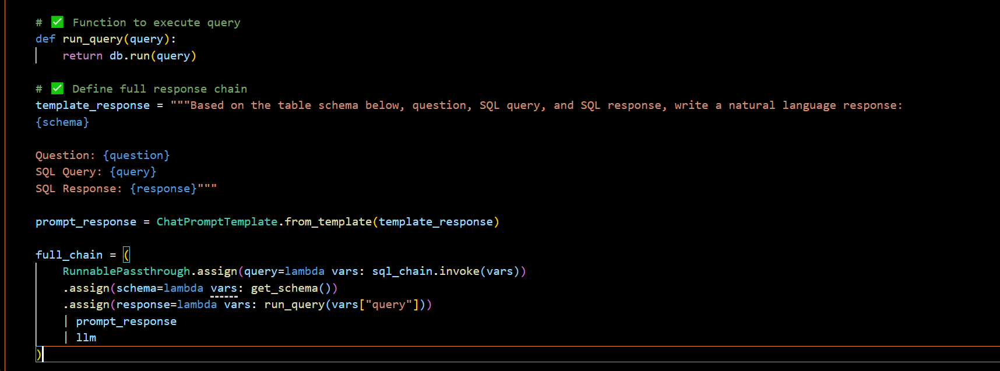 # ✅ Function to execute query
def run_query(query):
    return db.run(query)
# ✅ Define full response chain
template_response = """Based on the table schema below, question, SQL query, and SQL response, write a natural language response:
{schema}
Question: {question}
SQL Query: {query}
SQL Response: {response}"""
prompt_response = ChatPromptTemplate.from_template(template_response)
full_chain = (
    RunnablePassthrough.assign(query=lambda vars: sql_chain.invoke(vars))
    .assign(schema=lambda vars: get_schema())
    .assign(response=lambda vars: run_query(vars["query"]))
    | prompt_response
    | llm
)